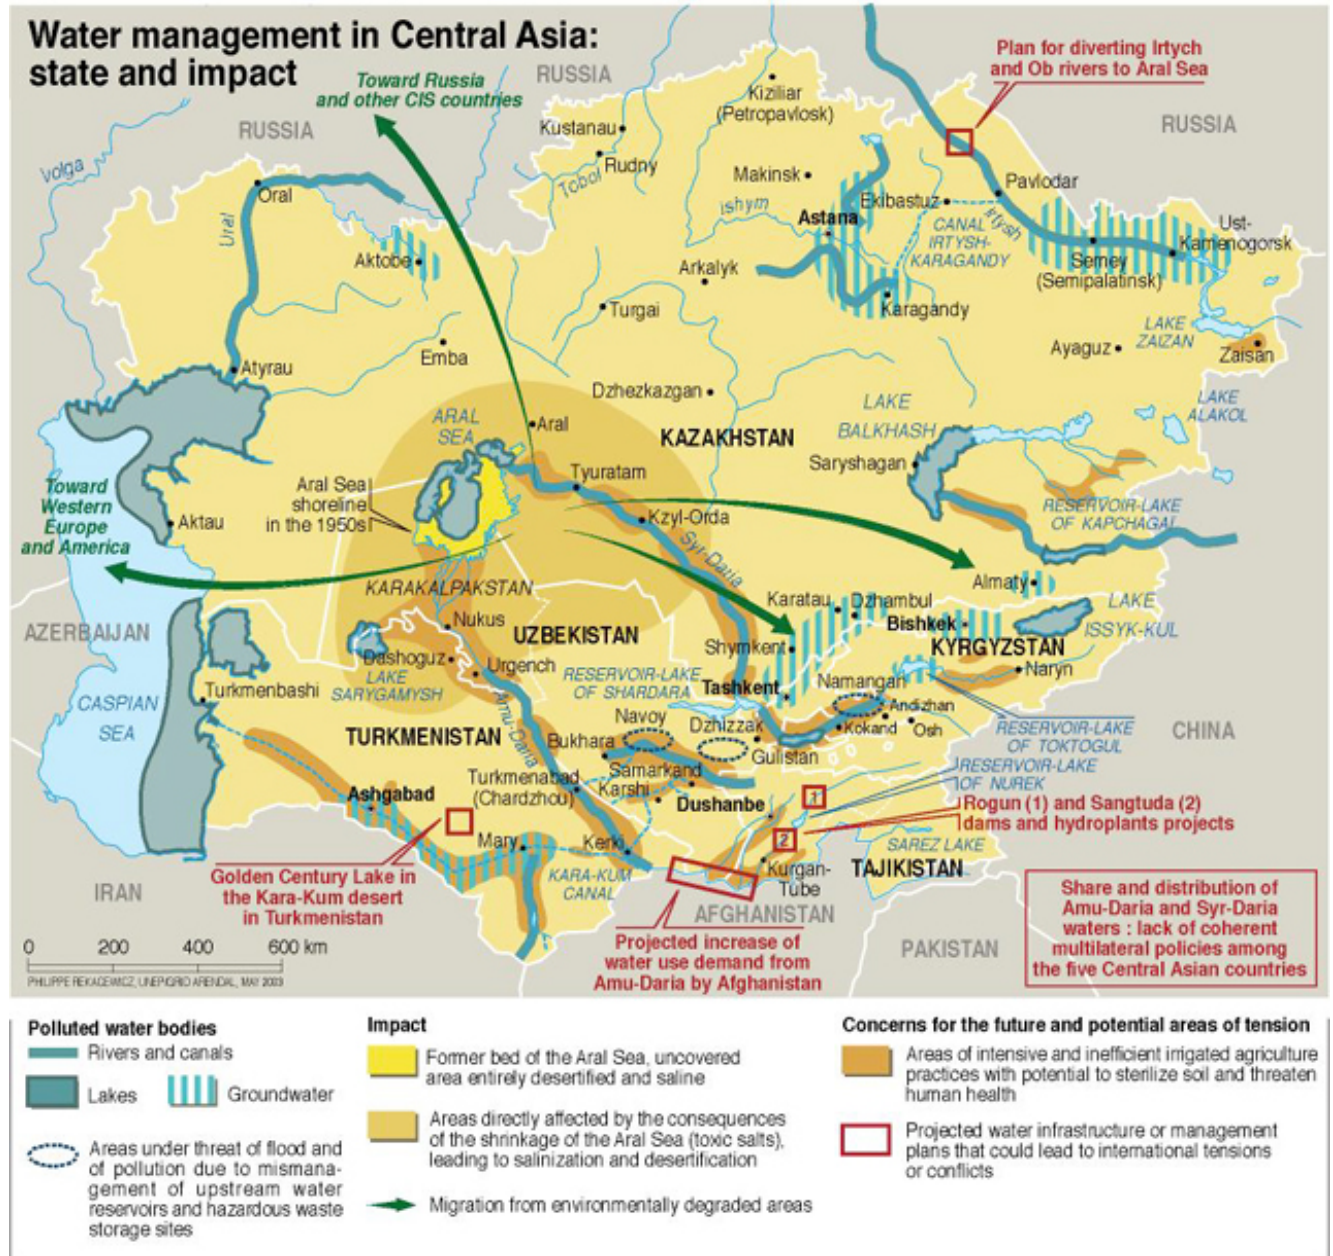 Water management in Central Asia:
state and impact
Toward Russia
and other CIS countries
RUSSIA
RUSSIA
RUSSIA
Plan for diverting Irtych
and Ob rivers to Aral Sea
Kiziliar
(Petropavlosk)
Kustanau
Rudny
Tobol
Volga
Oral
Ural
Makinsk
Ishym
Astana
Ekibastuz
Pavlodar
Irtysh
CANAL
IRTYSH-
KARAGANDY
Ust-
Kamenogorsk
Semey
(Semipalatinsk)
Aktobe
Arkalyk
Karagandy
Turgai
LAKE
ZAIZAN
Zaisan
Ayaguz
Emba
Atyrau
Dzhezkazgan
LAKE
ALAKOL
LAKE
BALKHASH
ARAL
SEA
Aral
KAZAKHSTAN
Saryshagan
Tyuratam
Aral Sea
shoreline
in the 1950s
Toward
Western
Europe
and America
Aktau
Kzyl-Orda
RESERVOIR-LAKE
OF KAPCHAGAI
Syr-Daria
Almaty
KARAKALPAKSTAN
Karatau
Dzhambul
LAKE
ISSYK-KUL
AZERBAIJAN
Nukus
UZBEKISTAN
Bishkek
KYRGYZSTAN
Shymkent
Dashoguz
Urgench
LAKE
SARYGAMYSH
RESERVOIR-LAKE
OF SHARDARA
Tashkent
Namangan
Naryn
Turkmenbashi
CASPIAN
SEA
Amu-Daria
Navoy
Dzhizzak
Andizhan
Kokand
Osh
CHINA
TURKMENISTAN
Bukhara
Gulistan
RESERVOIR-LAKE
OF TOKTOGUL
RESERVOIR-LAKE
OF NUREK
Turkmenabad
(Chardzhou)
Samarkand
Karshi
Dushanbe
1
2
Rogun (1) and Sangtuda (2)
dams and hydroplants projects
Ashgabad
Mary
Kerki
SAREZ LAKE
TAJIKISTAN
Kurgan-
Tube
KARA-KUM
CANAL
Golden Century Lake in
the Kara-Kum desert
in Turkmenistan
IRAN
AFGHANISTAN
PAKISTAN
Projected increase of
water use demand from
Amu-Daria by Afghanistan
Share and distribution of
Amu-Daria and Syr-Daria
waters : lack of coherent
multilateral policies among
the five Central Asian countries
0 200 400 600 km
PHILIPPE REKACEWICZ, UNEP/GRID ARENDAL, MAY 2003
Polluted water bodies
Rivers and canals
Lakes
Groundwater
Areas under threat of flood and
of pollution due to mismana-
gement of upstream water
reservoirs and hazardous waste
storage sites
Impact
Former bed of the Aral Sea, uncovered
area entirely desertified and saline
Areas directly affected by the consequences
of the shrinkage of the Aral Sea (toxic salts),
leading to salinization and desertification
Migration from environmentally degraded areas
Concerns for the future and potential areas of tension
Areas of intensive and inefficient irrigated agriculture
practices with potential to sterilize soil and threaten
human health
Projected water infrastructure or management
plans that could lead to international tensions
or conflicts